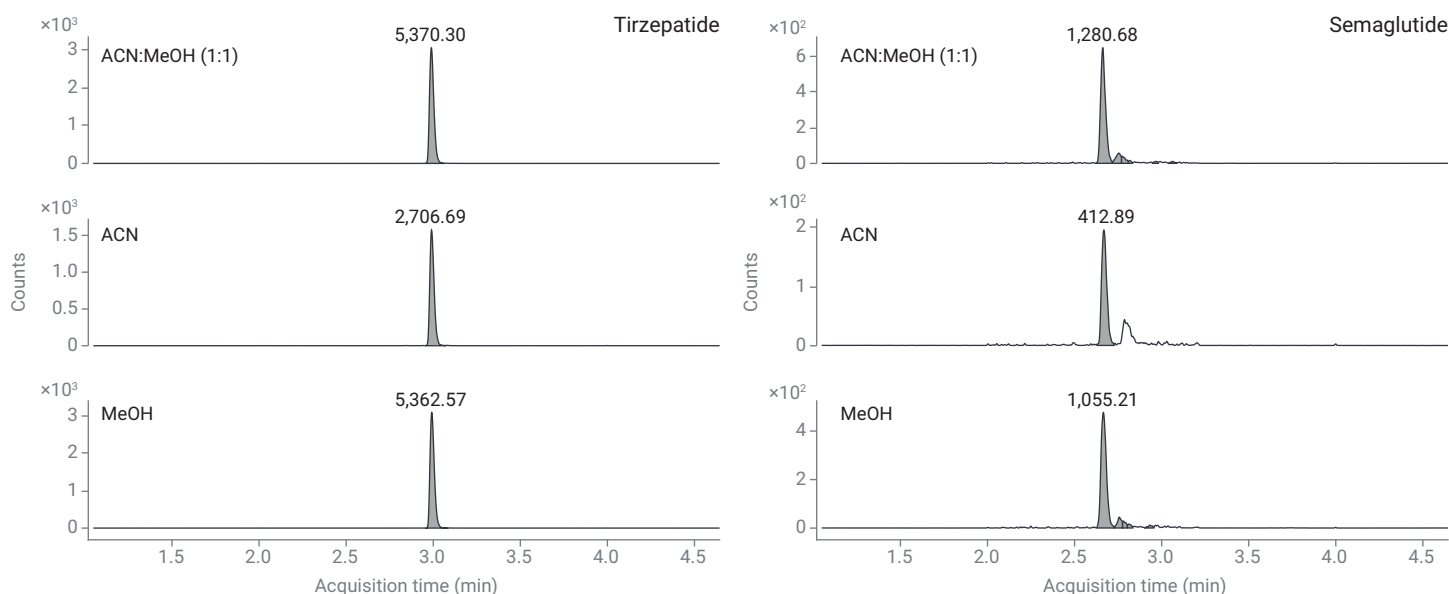 Tirzepatide
×10³
5,370.30
ACN:MeOH (1:1)
3
2
1
0
×10³
2,706.69
ACN
1.5
1.0
0.5
0
Counts
×10³
5,362.57
MeOH
3
2
1
0
1.5 2.0 2.5 3.0 3.5 4.0 4.5
Acquisition time (min)
Semaglutide
×10²
1,280.68
ACN:MeOH (1:1)
6
4
2
0
×10²
412.89
ACN
2
1
0
Counts
×10²
1,055.21
MeOH
4
2
0
1.5 2.0 2.5 3.0 3.5 4.0 4.5
Acquisition time (min)